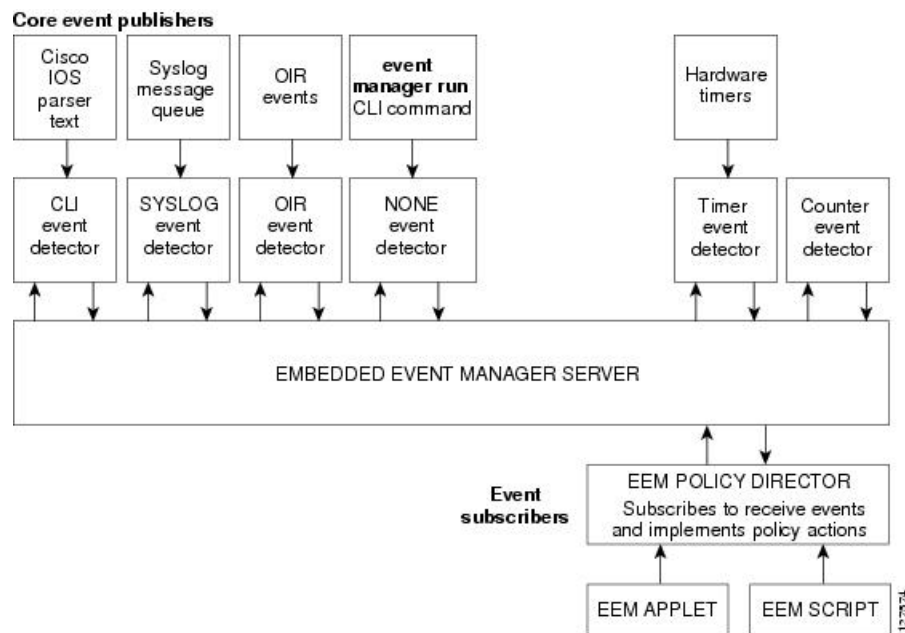 Core event publishers
Cisco
IOS
parser
text
Syslog
message
queue
OIR
events
event
manager run
CLI command
Hardware
timers
CLI
event
detector
SYSLOG
event
detector
OIR
event
detector
NONE
event
detector
Timer
event
detector
Counter
event
detector
EMBEDDED EVENT MANAGER SERVER
Event
subscribers
EEM POLICY DIRECTOR
Subscribes to receive events
and implements policy actions
EEM APPLET
EEM SCRIPT